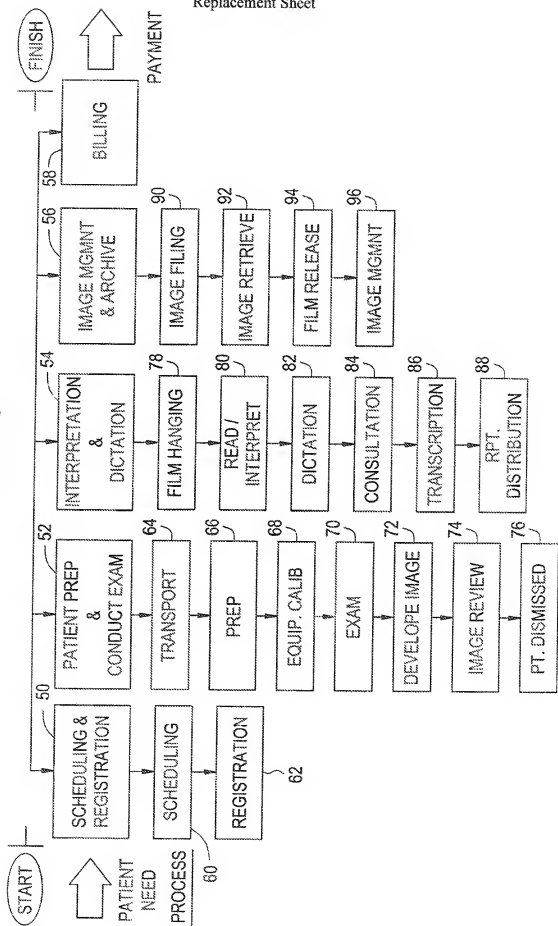 Replacement Sheet
START
FINISH
PATIENT
NEED
PROCESS
PAYMENT
50
SCHEDULING &
REGISTRATION
SCHEDULING
60
REGISTRATION
62
52
PATIENT PREP
&
CONDUCT EXAM
TRANSPORT
64
PREP
66
EQUIP. CALIB
68
EXAM
70
DEVELOPE IMAGE
72
IMAGE REVIEW
74
PT. DISMISSED
76
54
INTERPRETATION
&
DICTATION
FILM HANGING
78
READ /
INTERPRET
80
DICTATION
82
CONSULTATION
84
TRANSCRIPTION
86
RPT.
DISTRIBUTION
88
56
IMAGE MGMNT
& ARCHIVE
IMAGE FILING
90
IMAGE RETRIEVE
92
FILM RELEASE
94
IMAGE MGMNT
96
58
BILLING